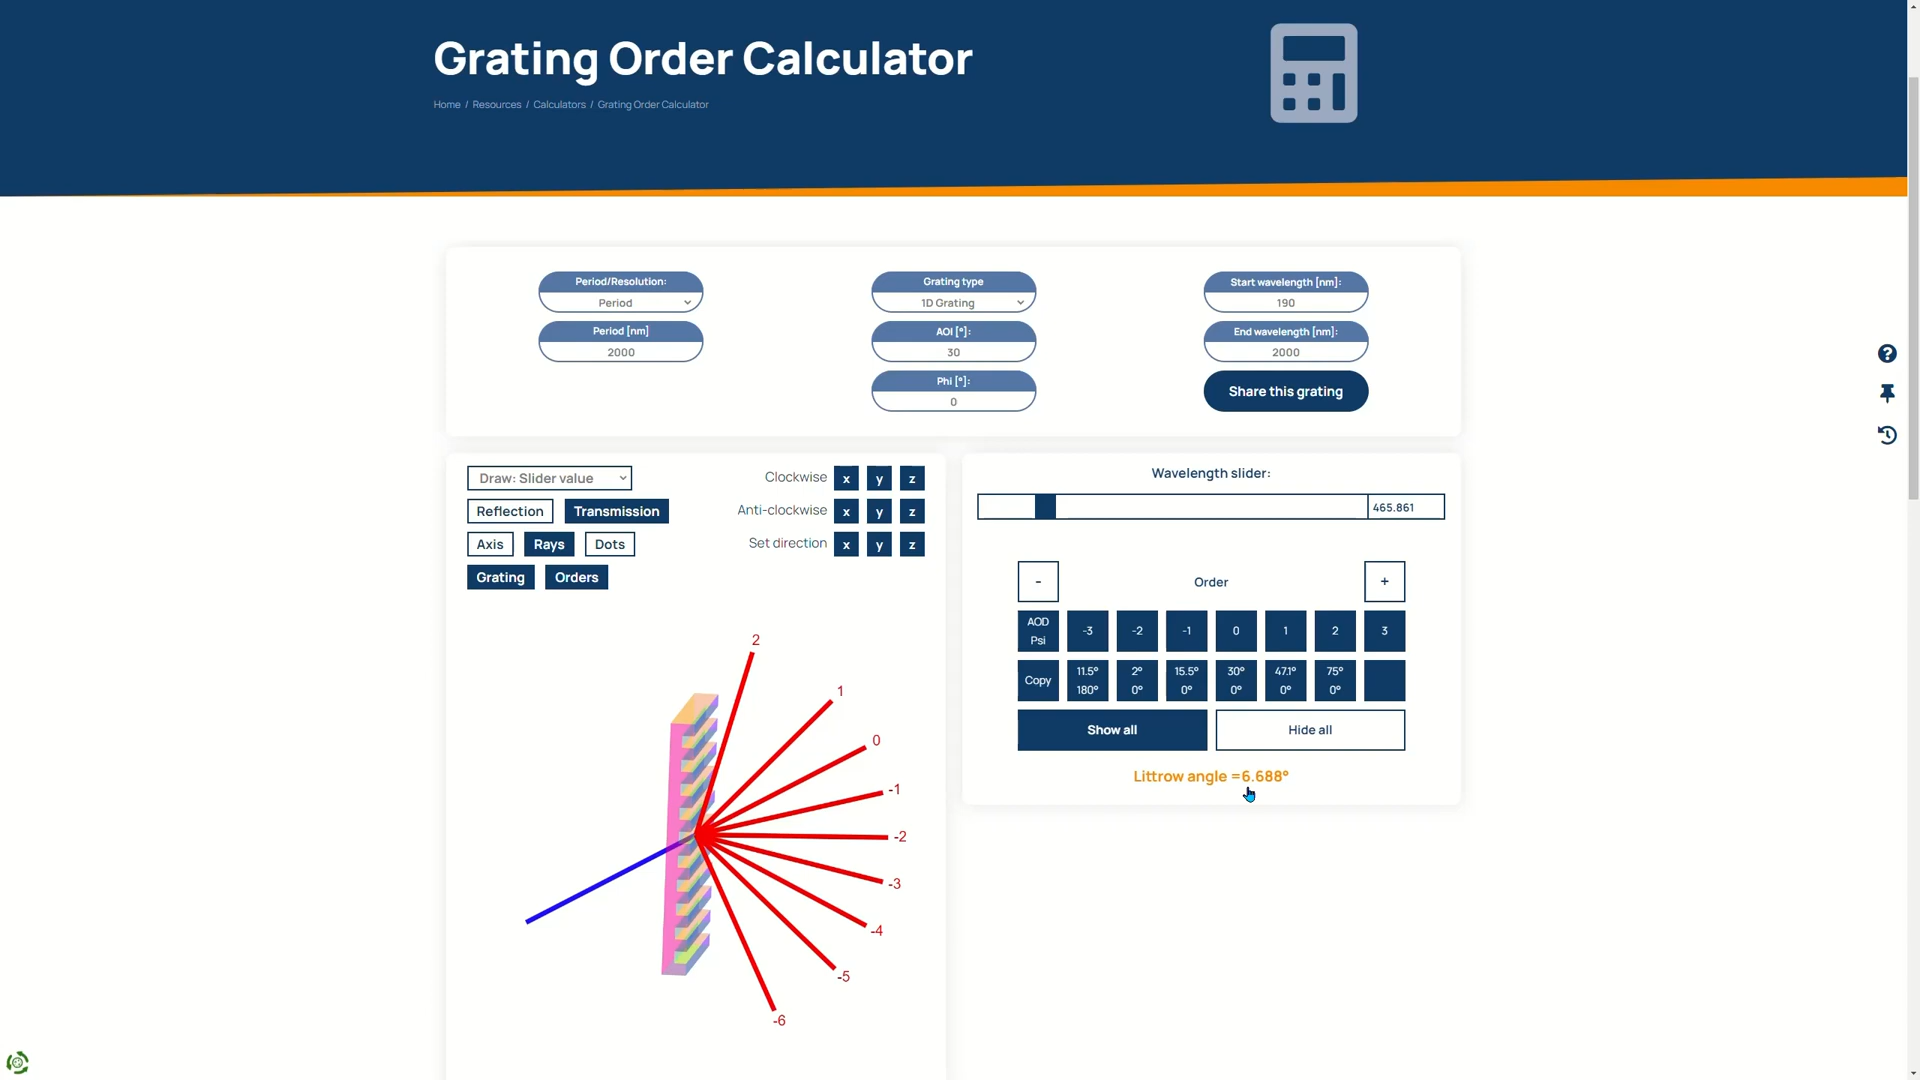 Grating Order Calculator
Home / Resources / Calculators / Grating Order Calculator
Period/Resolution:
Period
Period [nm]
2000
Grating type
1D Grating
AOI [°]:
30
Phi [°]:
0
Start wavelength [nm]:
190
End wavelength [nm]:
2000
Share this grating
Draw: Slider value
Reflection Transmission
Axis Rays Dots
Grating Orders
Clockwise x y z
Anti-clockwise x y z
Set direction x y z
2
1
0
-1
-2
-3
-4
-5
-6
Wavelength slider:
465.861
- Order +
AOD Psi -3 -2 -1 0 1 2 3
Copy 11.5° 2° 15.5° 30° 47.1° 75°
180° 0° 0° 0° 0° 0°
Show all Hide all
Littrow angle =6.688°
?